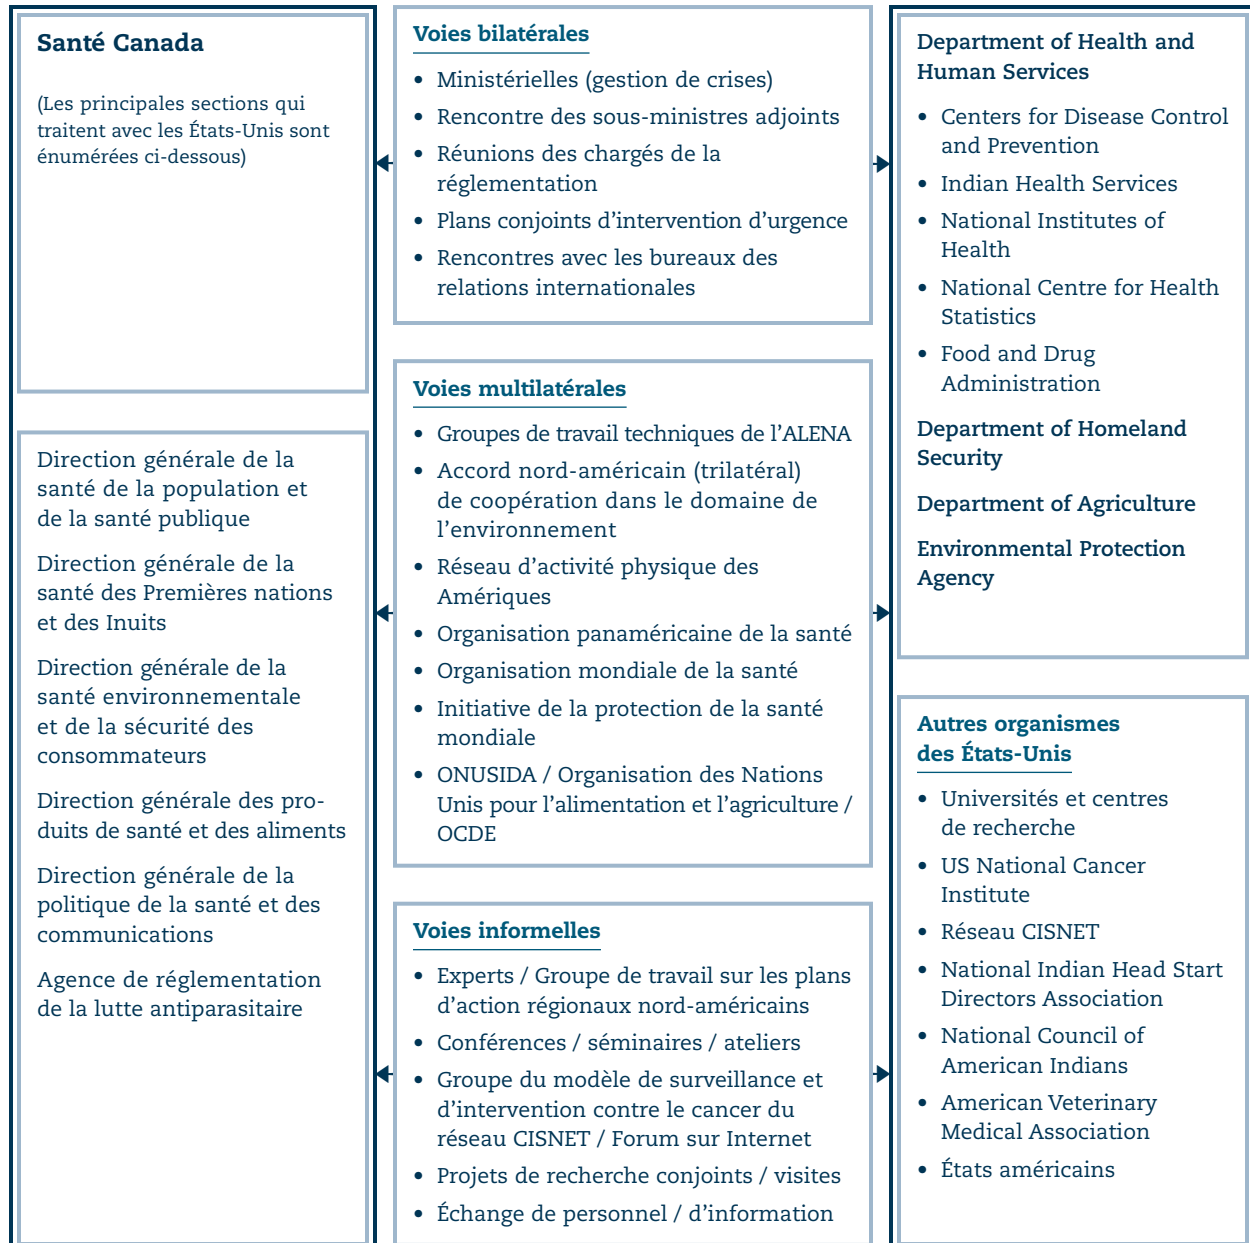 Santé Canada
(Les principales sections qui
traitent avec les États-Unis sont
énumérées ci-dessous)
Direction générale de la
santé de la population et
de la santé publique
Direction générale de la
santé des Premières nations
et des Inuits
Direction générale de la
santé environnementale
et de la sécurité des
consommateurs
Direction générale des pro-
duits de santé et des aliments
Direction générale de la
politique de la santé et des
communications
Agence de réglementation
de la lutte antiparasitaire
Voies bilatérales
• Ministérielles (gestion de crises)
• Rencontre des sous-ministres adjoints
• Réunions des chargés de la
réglementation
• Plans conjoints d'intervention d'urgence
• Rencontres avec les bureaux des
relations internationales
Voies multilatérales
• Groupes de travail techniques de l'ALENA
• Accord nord-américain (trilatéral)
de coopération dans le domaine de
l'environnement
• Réseau d'activité physique des
Amériques
• Organisation panaméricaine de la santé
• Organisation mondiale de la santé
• Initiative de la protection de la santé
mondiale
• ONUSIDA / Organisation des Nations
Unis pour l'alimentation et l'agriculture /
OCDE
Voies informelles
• Experts / Groupe de travail sur les plans
d'action régionaux nord-américains
• Conférences / séminaires / ateliers
• Groupe du modèle de surveillance et
d'intervention contre le cancer du
réseau CISNET / Forum sur Internet
• Projets de recherche conjoints / visites
• Échange de personnel / d'information
Department of Health and
Human Services
• Centers for Disease Control
and Prevention
• Indian Health Services
• National Institutes of
Health
• National Centre for Health
Statistics
• Food and Drug
Administration
Department of Homeland
Security
Department of Agriculture
Environmental Protection
Agency
Autres organismes
des États-Unis
• Universités et centres
de recherche
• US National Cancer
Institute
• Réseau CISNET
• National Indian Head Start
Directors Association
• National Council of
American Indians
• American Veterinary
Medical Association
• États américains